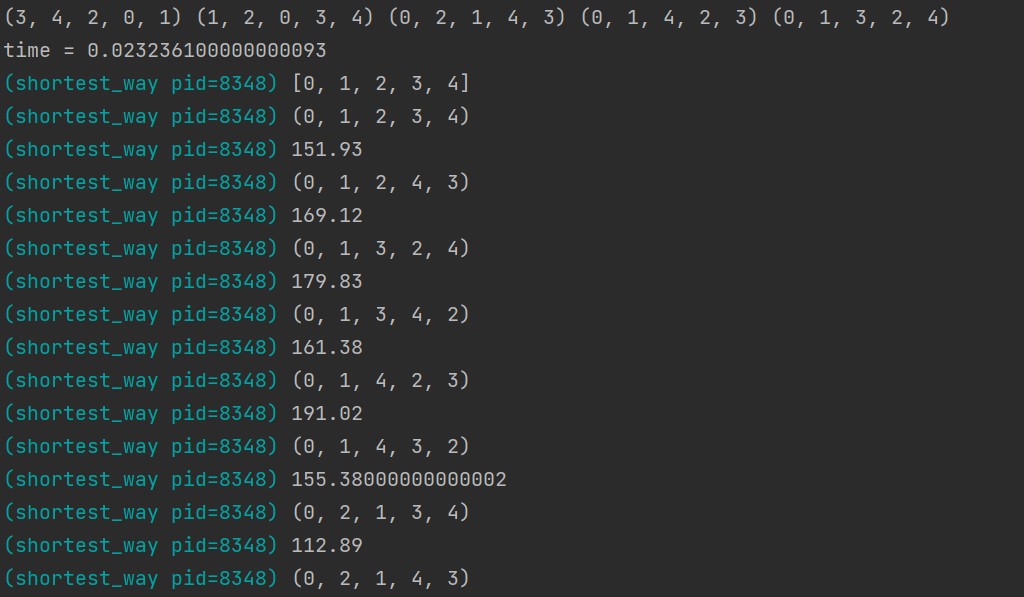 (3, 4, 2, 0, 1) (1, 2, 0, 3, 4) (0, 2, 1, 4, 3) (0, 1, 4, 2, 3) (0, 1, 3, 2, 4)
time = 0.023236100000000093
(shortest_way pid=8348) [0, 1, 2, 3, 4]
(shortest_way pid=8348) (0, 1, 2, 3, 4)
(shortest_way pid=8348) 151.93
(shortest_way pid=8348) (0, 1, 2, 4, 3)
(shortest_way pid=8348) 169.12
(shortest_way pid=8348) (0, 1, 3, 2, 4)
(shortest_way pid=8348) 179.83
(shortest_way pid=8348) (0, 1, 3, 4, 2)
(shortest_way pid=8348) 161.38
(shortest_way pid=8348) (0, 1, 4, 2, 3)
(shortest_way pid=8348) 191.02
(shortest_way pid=8348) (0, 1, 4, 3, 2)
(shortest_way pid=8348) 155.38000000000002
(shortest_way pid=8348) (0, 2, 1, 3, 4)
(shortest_way pid=8348) 112.89
(shortest_way pid=8348) (0, 2, 1, 4, 3)